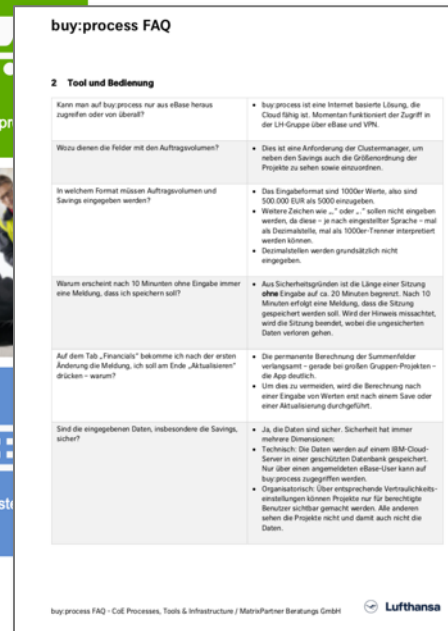 buy:process FAQ
2 Tool und Bedienung
Kann man auf buy:process nur aus eBase heraus
zugreifen oder von überall?
• buy:process ist eine Internet basierte Lösung, die
Cloud fähig ist. Momentan funktioniert der Zugriff in
der LH-Gruppe über eBase und VPN.
Wozu dienen die Felder mit den Auftragsvolumen?
• Dies ist eine Anforderung der Clustermanager, um
neben den Savings auch die Größenordnung der
Projekte zu sehen sowie einzuordnen.
In welchem Format müssen Auftragsvolumen und
Savings eingegeben werden?
• Das Eingabeformat sind 1000er Werte, also sind
500.000 EUR als 5000 einzugeben.
• Weitere Zeichen wie „," oder „." sollen nicht eingeben
werden, da diese – je nach eingestellter Sprache – mal
als Dezimalstelle, mal als 1000er-Trenner interpretiert
werden können.
• Dezimalstellen werden grundsätzlich nicht
eingegeben.
Warum erscheint nach 10 Minunten ohne Eingabe immer
eine Meldung, dass ich speichern soll?
• Aus Sicherheitsgründen ist die Länge einer Sitzung
ohne Eingabe auf ca. 20 Minuten begrenzt. Nach 10
Minuten erfolgt eine Meldung, dass die Sitzung
gespeichert werden soll. Wird der Hinweis missachtet,
wird die Sitzung beendet, wobei die ungesicherten
Daten verloren gehen.
Auf dem Tab „Financials" bekomme ich nach der ersten
Änderung die Meldung, ich soll am Ende „Aktualisieren"
drücken – warum?
• Die permanente Berechnung der Summenfelder
verlangsamt – gerade bei großen Gruppen-Projekten –
die App deutlich.
• Um dies zu vermeiden, wird die Berechnung nach
einer Eingabe von Werten erst nach einem Save oder
einer Aktualisierung durchgeführt.
Sind die eingegebenen Daten, insbesondere die Savings,
sicher?
• Ja, die Daten sind sicher. Sicherheit hat immer
mehrere Dimensionen:
• Technisch: Die Daten werden auf einem IBM-Cloud-
Server in einer geschützten Datenbank gespeichert.
Nur über einen angemeldeten eBase-User kann auf
buy:process zugegriffen werden.
• Organisatorisch: Über entsprechende Vertraulichkeits-
einstellungen können Projekte nur für berechtigte
Benutzer sichtbar gemacht werden. Alle anderen
sehen die Projekte nicht und damit auch nicht die
Daten.
buy:process FAQ – CoE Processes, Tools & Infrastructure / MatrixPartner Beratungs GmbH
Lufthansa